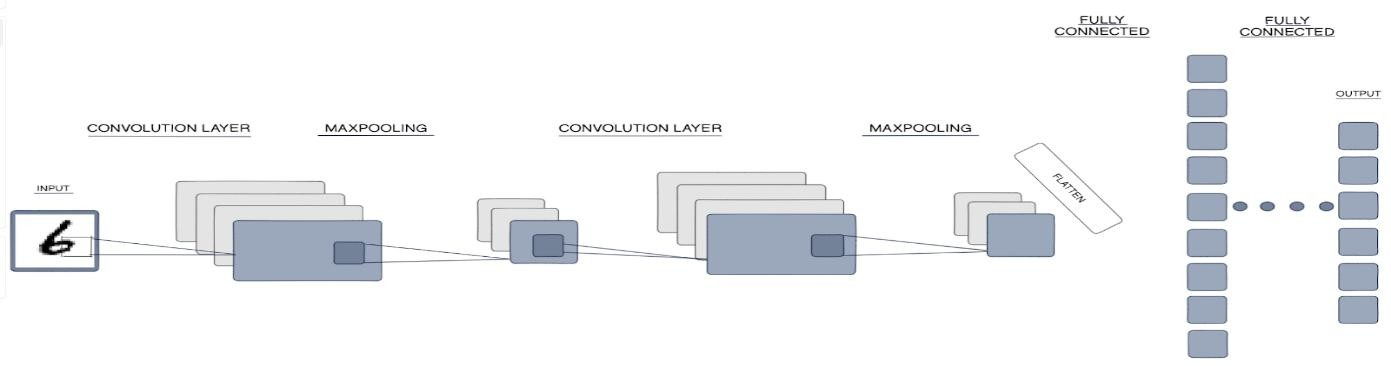 FULLY
CONNECTED
FULLY
CONNECTED
OUTPUT
CONVOLUTION LAYER
MAXPOOLING
CONVOLUTION LAYER
MAXPOOLING
INPUT
6
FLATTEN